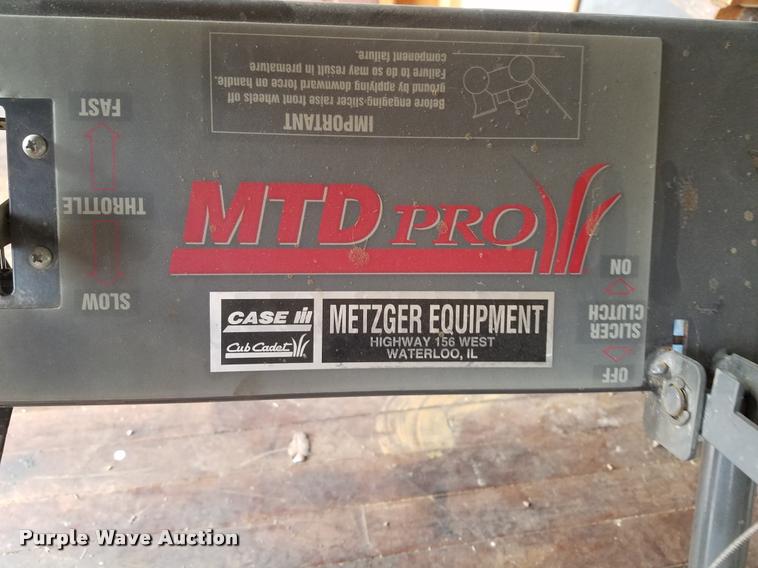 IMPORTANT
Before engaging slicer raise front wheels off
ground by applying downward force on handle.
Failure to do so may result in premature
component failure.
FAST
THROTTLE
SLOW
MTD PRO
ON
SLICER
CLUTCH
OFF
CASE IH
Cub Cadet
METZGER EQUIPMENT
HIGHWAY 156 WEST
WATERLOO, IL
Purple Wave Auction